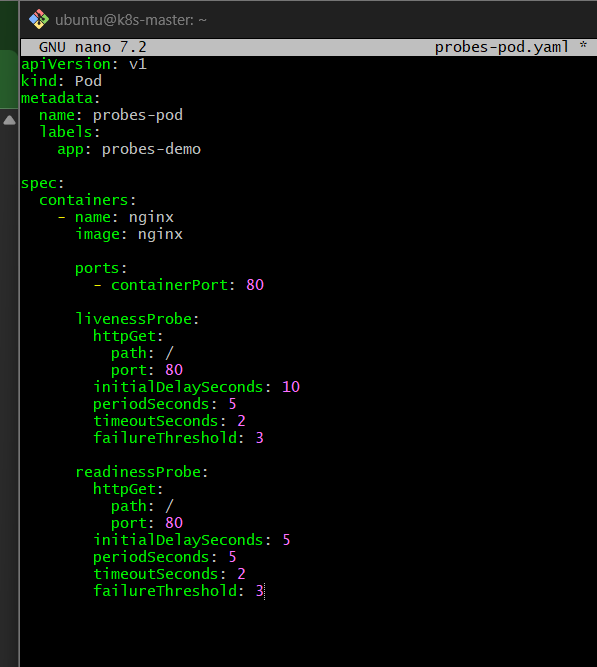 ubuntu@k8s-master: ~
GNU nano 7.2 probes-pod.yaml *
apiVersion: v1
kind: Pod
metadata:
  name: probes-pod
  labels:
    app: probes-demo

spec:
  containers:
    - name: nginx
      image: nginx

      ports:
        - containerPort: 80

      livenessProbe:
        httpGet:
          path: /
          port: 80
        initialDelaySeconds: 10
        periodSeconds: 5
        timeoutSeconds: 2
        failureThreshold: 3

      readinessProbe:
        httpGet:
          path: /
          port: 80
        initialDelaySeconds: 5
        periodSeconds: 5
        timeoutSeconds: 2
        failureThreshold: 3